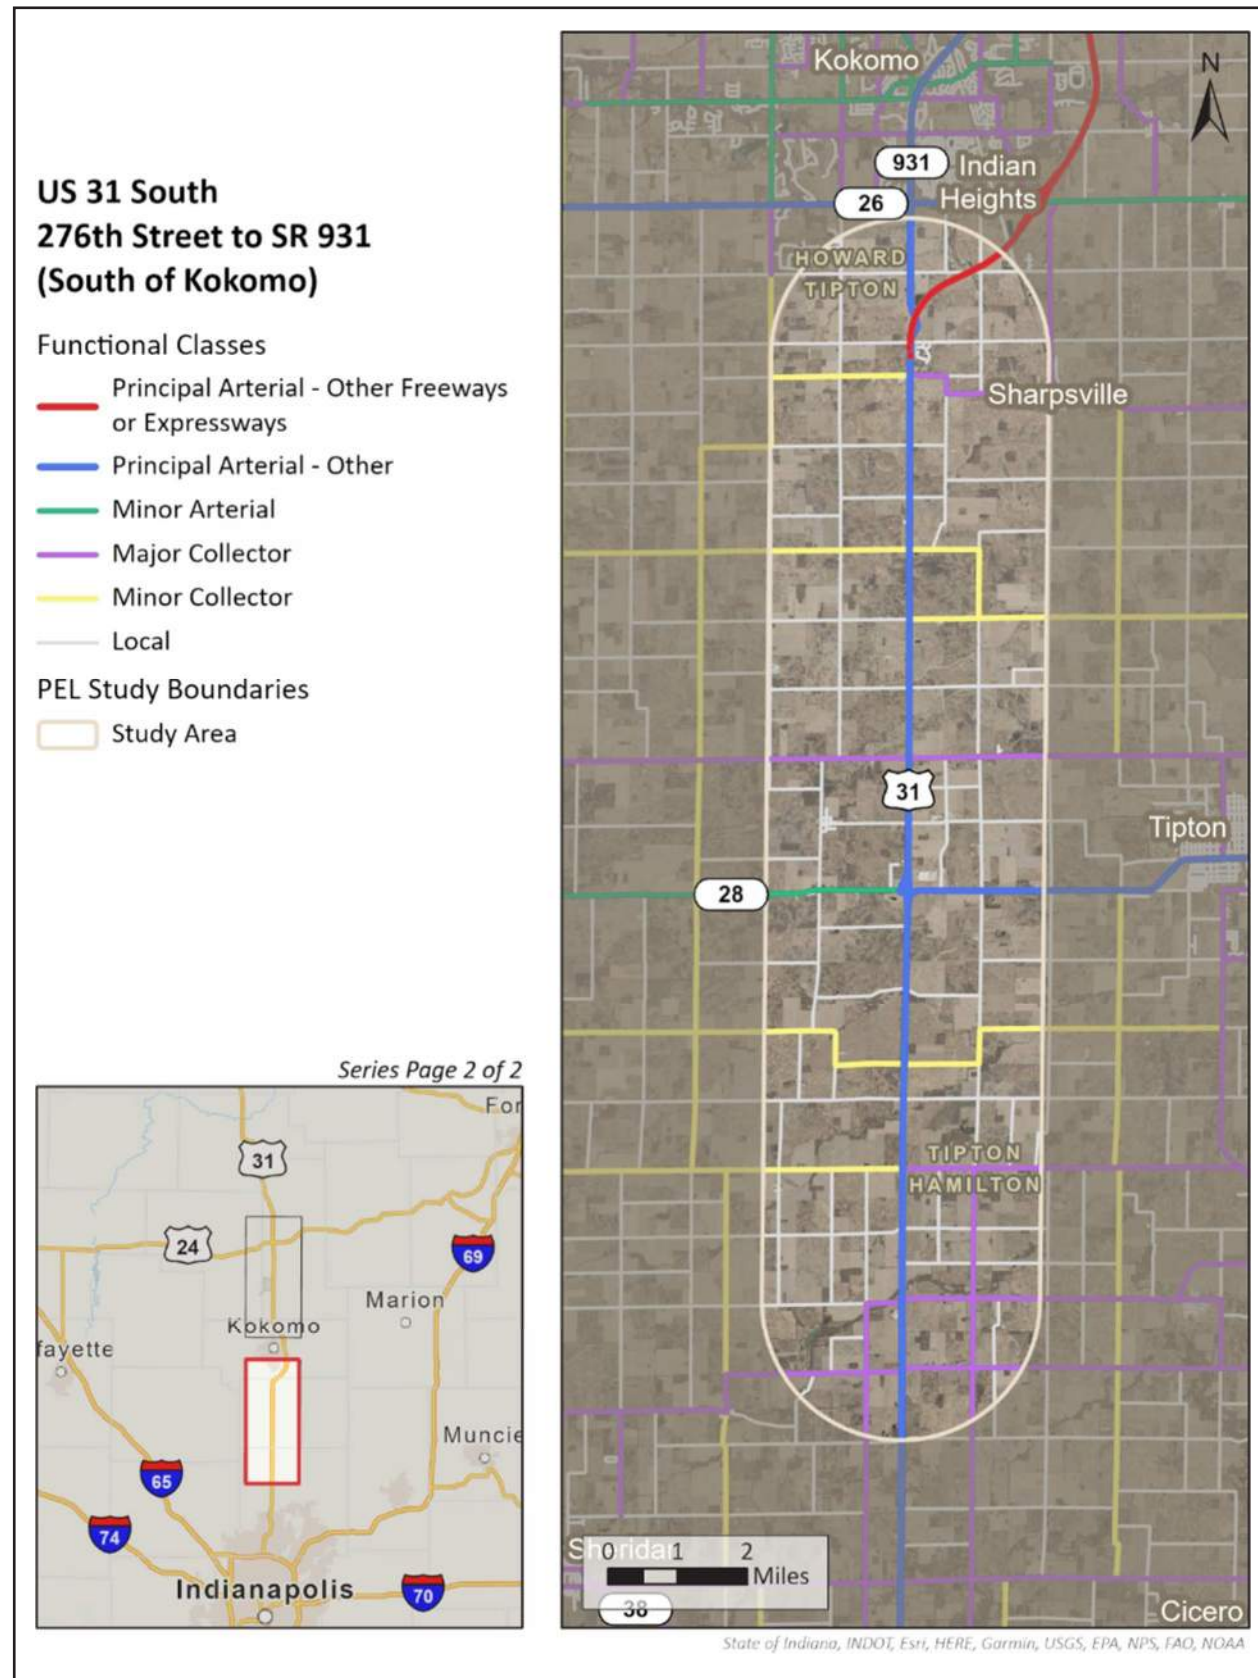 US 31 South
276th Street to SR 931
(South of Kokomo)
Functional Classes
Principal Arterial - Other Freeways
or Expressways
Principal Arterial - Other
Minor Arterial
Major Collector
Minor Collector
Local
PEL Study Boundaries
Study Area
Series Page 2 of 2
For
31
24
69
Marion
Kokomo
fayette
Muncie
65
74
Indianapolis
70
Kokomo
N
931
Indian
Heights
26
HOWARD
TIPTON
Sharpsville
31
Tipton
28
TIPTON
HAMILTON
Sheridan
0 1 2
Miles
38
Cicero
State of Indiana, INDOT, Esri, HERE, Garmin, USGS, EPA, NPS, FAO, NOAA